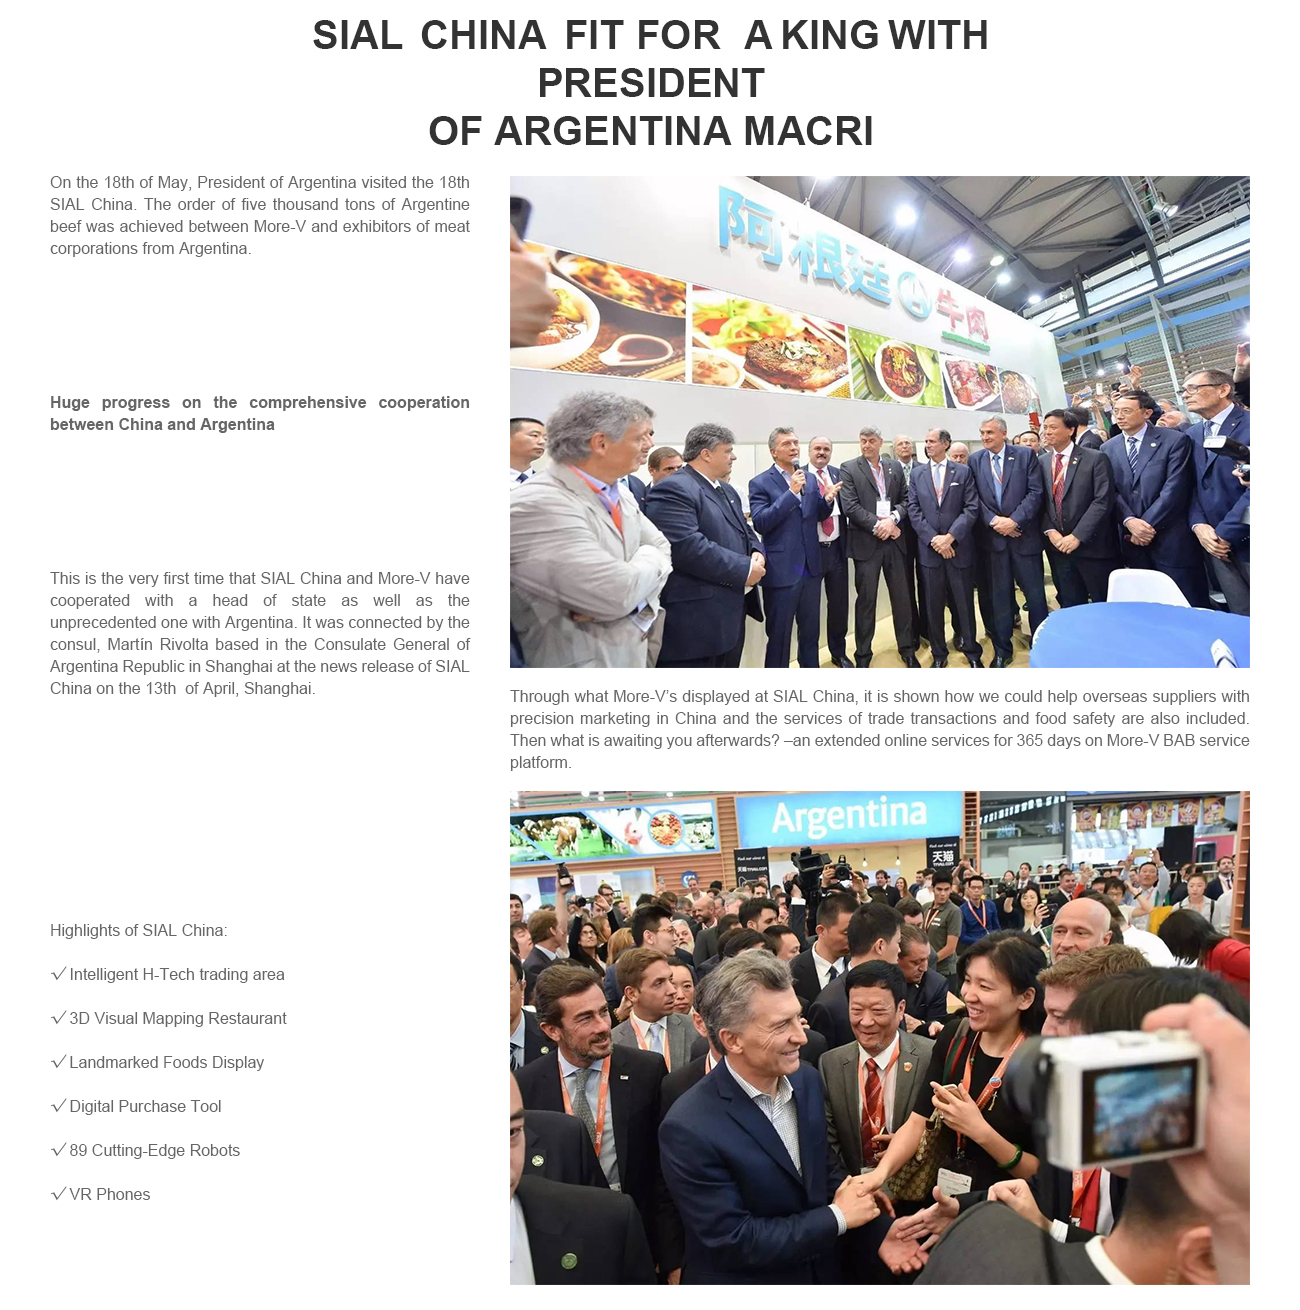 SIAL CHINA FIT FOR A KING WITH
PRESIDENT
OF ARGENTINA MACRI
On the 18th of May, President of Argentina visited the 18th
SIAL China. The order of five thousand tons of Argentine
beef was achieved between More-V and exhibitors of meat
corporations from Argentina.
Huge progress on the comprehensive cooperation
between China and Argentina
This is the very first time that SIAL China and More-V have
cooperated with a head of state as well as the
unprecedented one with Argentina. It was connected by the
consul, Martín Rivolta based in the Consulate General of
Argentina Republic in Shanghai at the news release of SIAL
China on the 13th of April, Shanghai.
Highlights of SIAL China:
√ Intelligent H-Tech trading area
√ 3D Visual Mapping Restaurant
√ Landmarked Foods Display
√ Digital Purchase Tool
√ 89 Cutting-Edge Robots
√ VR Phones
阿根廷牛肉
Through what More-V’s displayed at SIAL China, it is shown how we could help overseas suppliers with
precision marketing in China and the services of trade transactions and food safety are also included.
Then what is awaiting you afterwards? –an extended online services for 365 days on More-V BAB service
platform.
Argentina
天猫
TMALL.COM
天猫
TMALL.COM